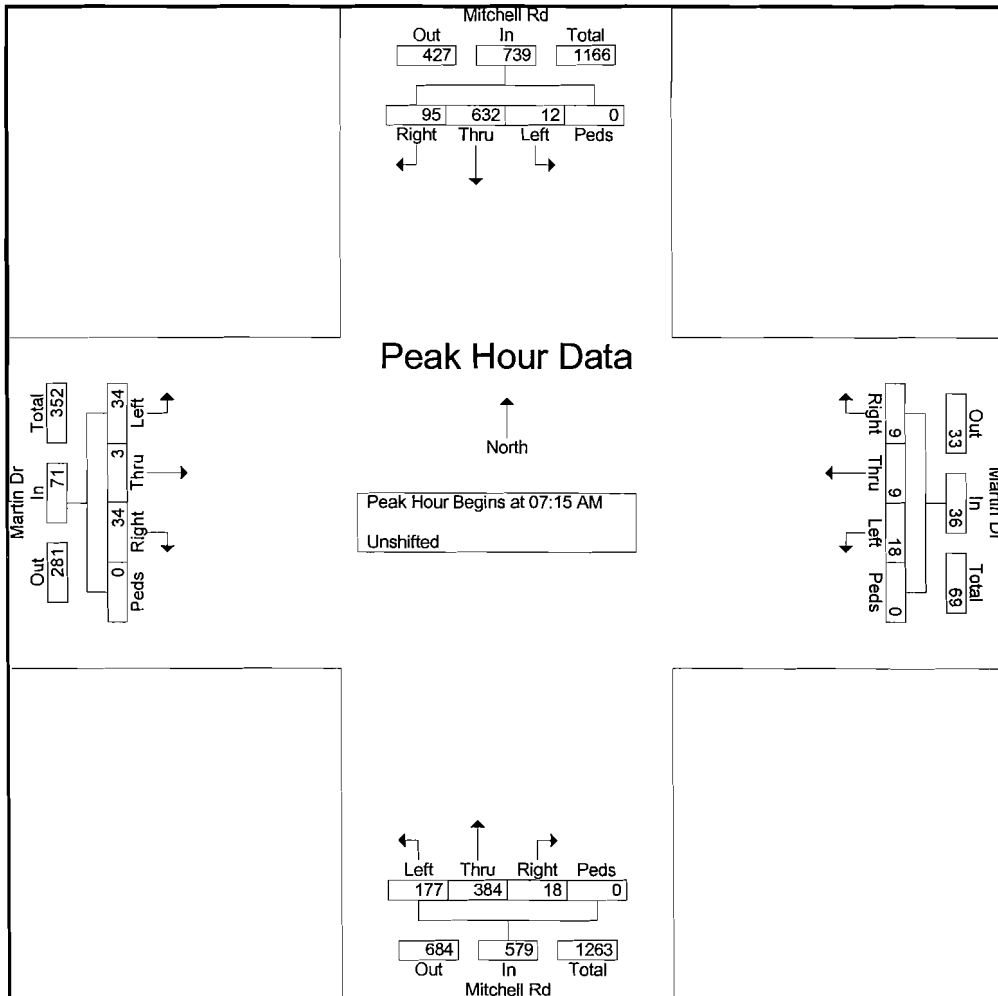 Mitchell Rd
Out In Total
427 739 1166
95 632 12 0
Right Thru Left Peds
Peak Hour Data
North
Peak Hour Begins at 07:15 AM
Unshifted
Martin Dr
Total In Out
352 71 281
34 3 34 0
Left Thru Right Peds
Right Thru Left Peds
9 9 18 0
Out In Total
33 36 69
Martin Dr
Left Thru Right Peds
177 384 18 0
684 579 1263
Out In Total
Mitchell Rd